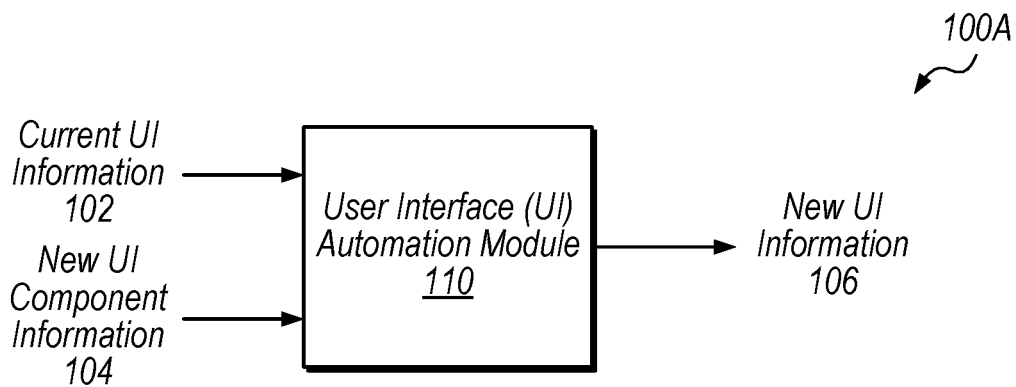 100A
Current UI
Information
102
New UI
Component
Information
104
User Interface (UI)
Automation Module
110
New UI
Information
106